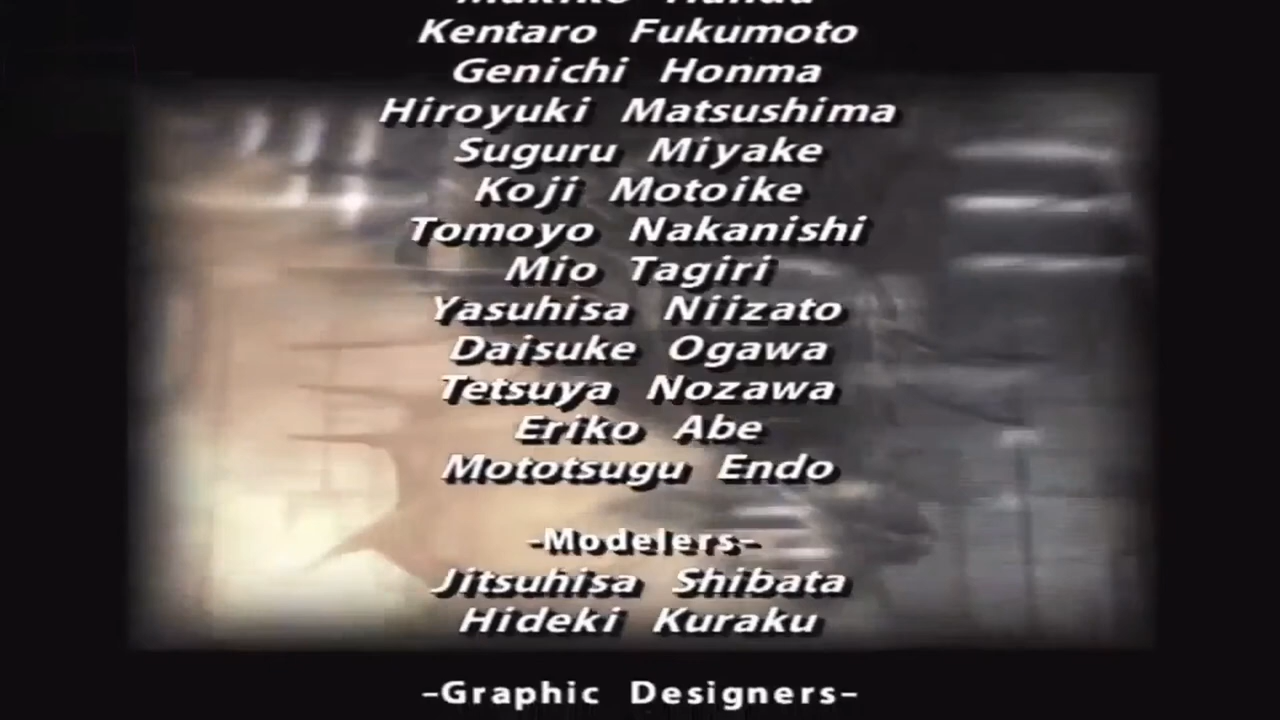 Kentaro Fukumoto
Genichi Honma
Hiroyuki Matsushima
Suguru Miyake
Koji Motoike
Tomoyo Nakanishi
Mio Tagiri
Yasuhisa Niizato
Daisuke Ogawa
Tetsuya Nozawa
Eriko Abe
Mototsugu Endo
-Modelers-
Jitsuhisa Shibata
Hideki Kuraku
-Graphic Designers-